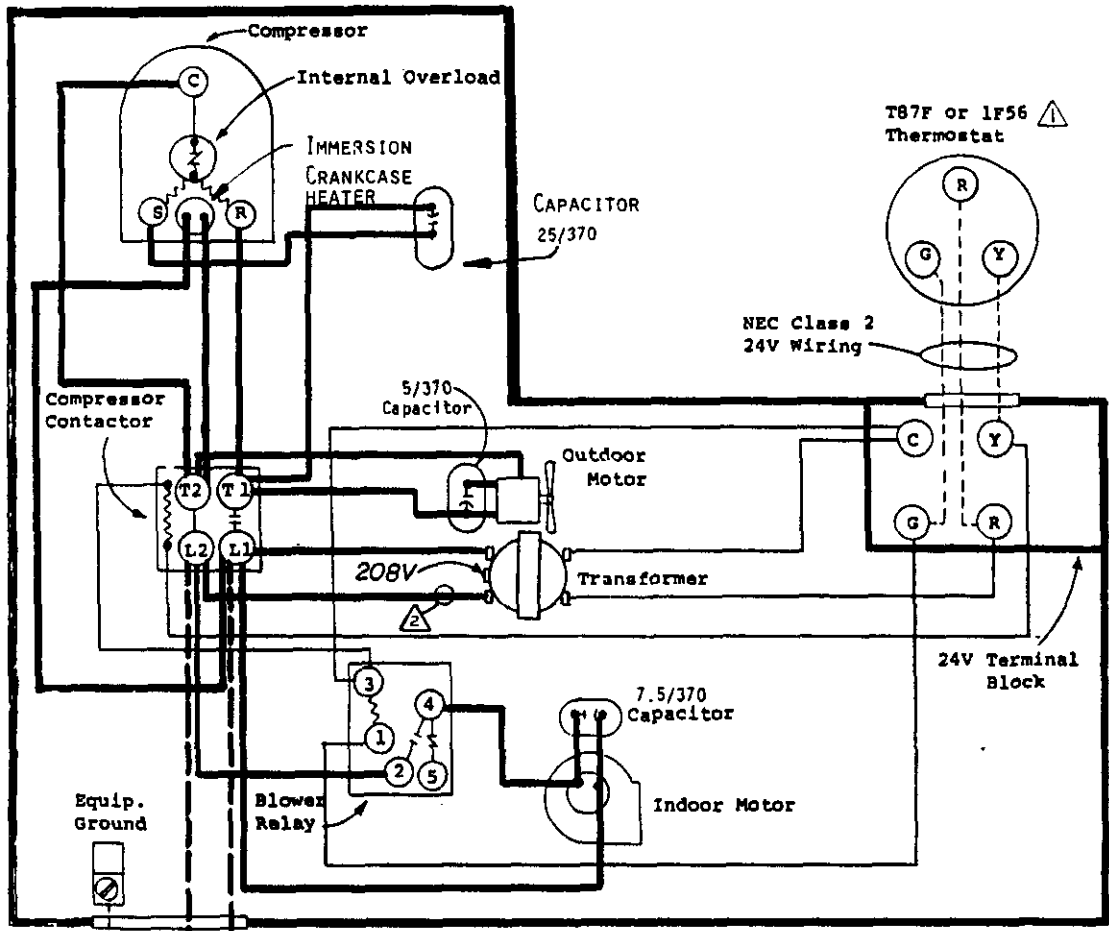 Compressor
C
Internal Overload
IMMERSION
CRANKCASE
HEATER
S
R
CAPACITOR
25/370
T87F or 1F56 1
Thermostat
R
G
Y
NEC Class 2
24V Wiring
5/370
Capacitor
Compressor
Contactor
Outdoor
Motor
C
Y
T2
T1
G
R
L2
L1
208V
Transformer
2
24V Terminal
Block
3
4
1
2
5
7.5/370
Capacitor
Equip.
Ground
Blower
Relay
Indoor Motor